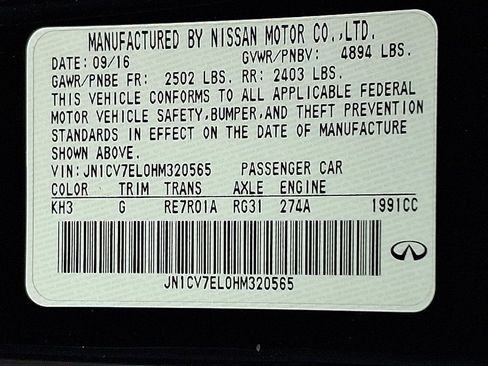 MANUFACTURED BY NISSAN MOTOR CO.,LTD.
DATE: 09/16 GVWR/PNBV: 4894 LBS.
GAWR/PNBE FR: 2502 LBS. RR: 2403 LBS.
THIS VEHICLE CONFORMS TO ALL APPLICABLE FEDERAL
MOTOR VEHICLE SAFETY,BUMPER,AND THEFT PREVENTION
STANDARDS IN EFFECT ON THE DATE OF MANUFACTURE
SHOWN ABOVE.
VIN:JN1CV7EL0HM320565 PASSENGER CAR
COLOR TRIM TRANS AXLE ENGINE
KH3 G RE7R01A RG31 274A 1991CC
JN1CV7EL0HM320565